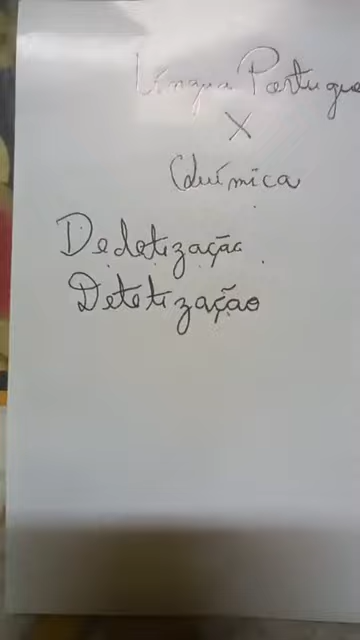 Língua Portugue
X
Química
Dedetização
Detetização